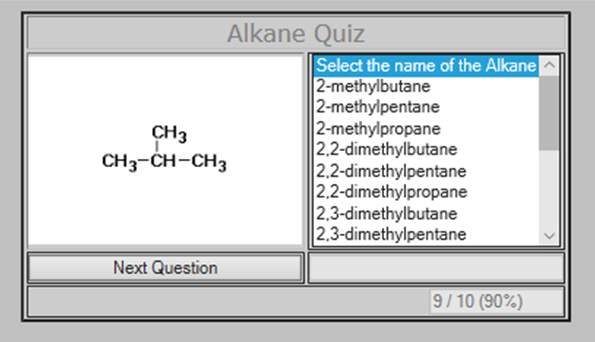 Alkane Quiz
CH3
CH3-CH-CH3
Select the name of the Alkane
2-methylbutane
2-methylpentane
2-methylpropane
2,2-dimethylbutane
2,2-dimethylpentane
2,2-dimethylpropane
2,3-dimethylbutane
2,3-dimethylpentane
Next Question
9 / 10 (90%)